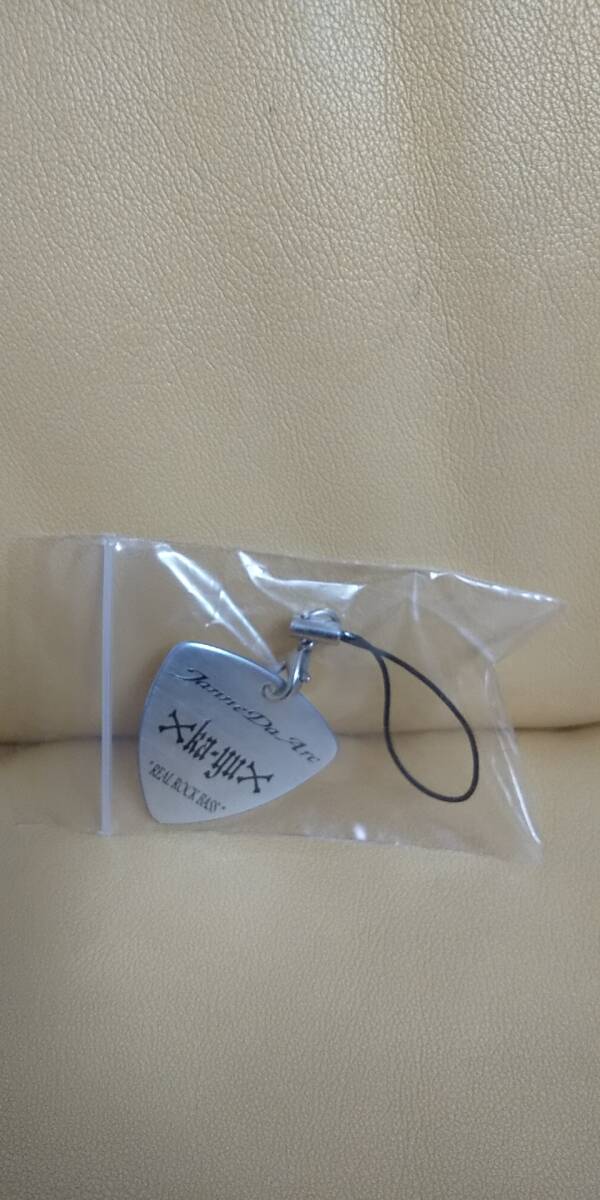 Janne Da Arc
ka-yu
"REAL ROCK BASS"